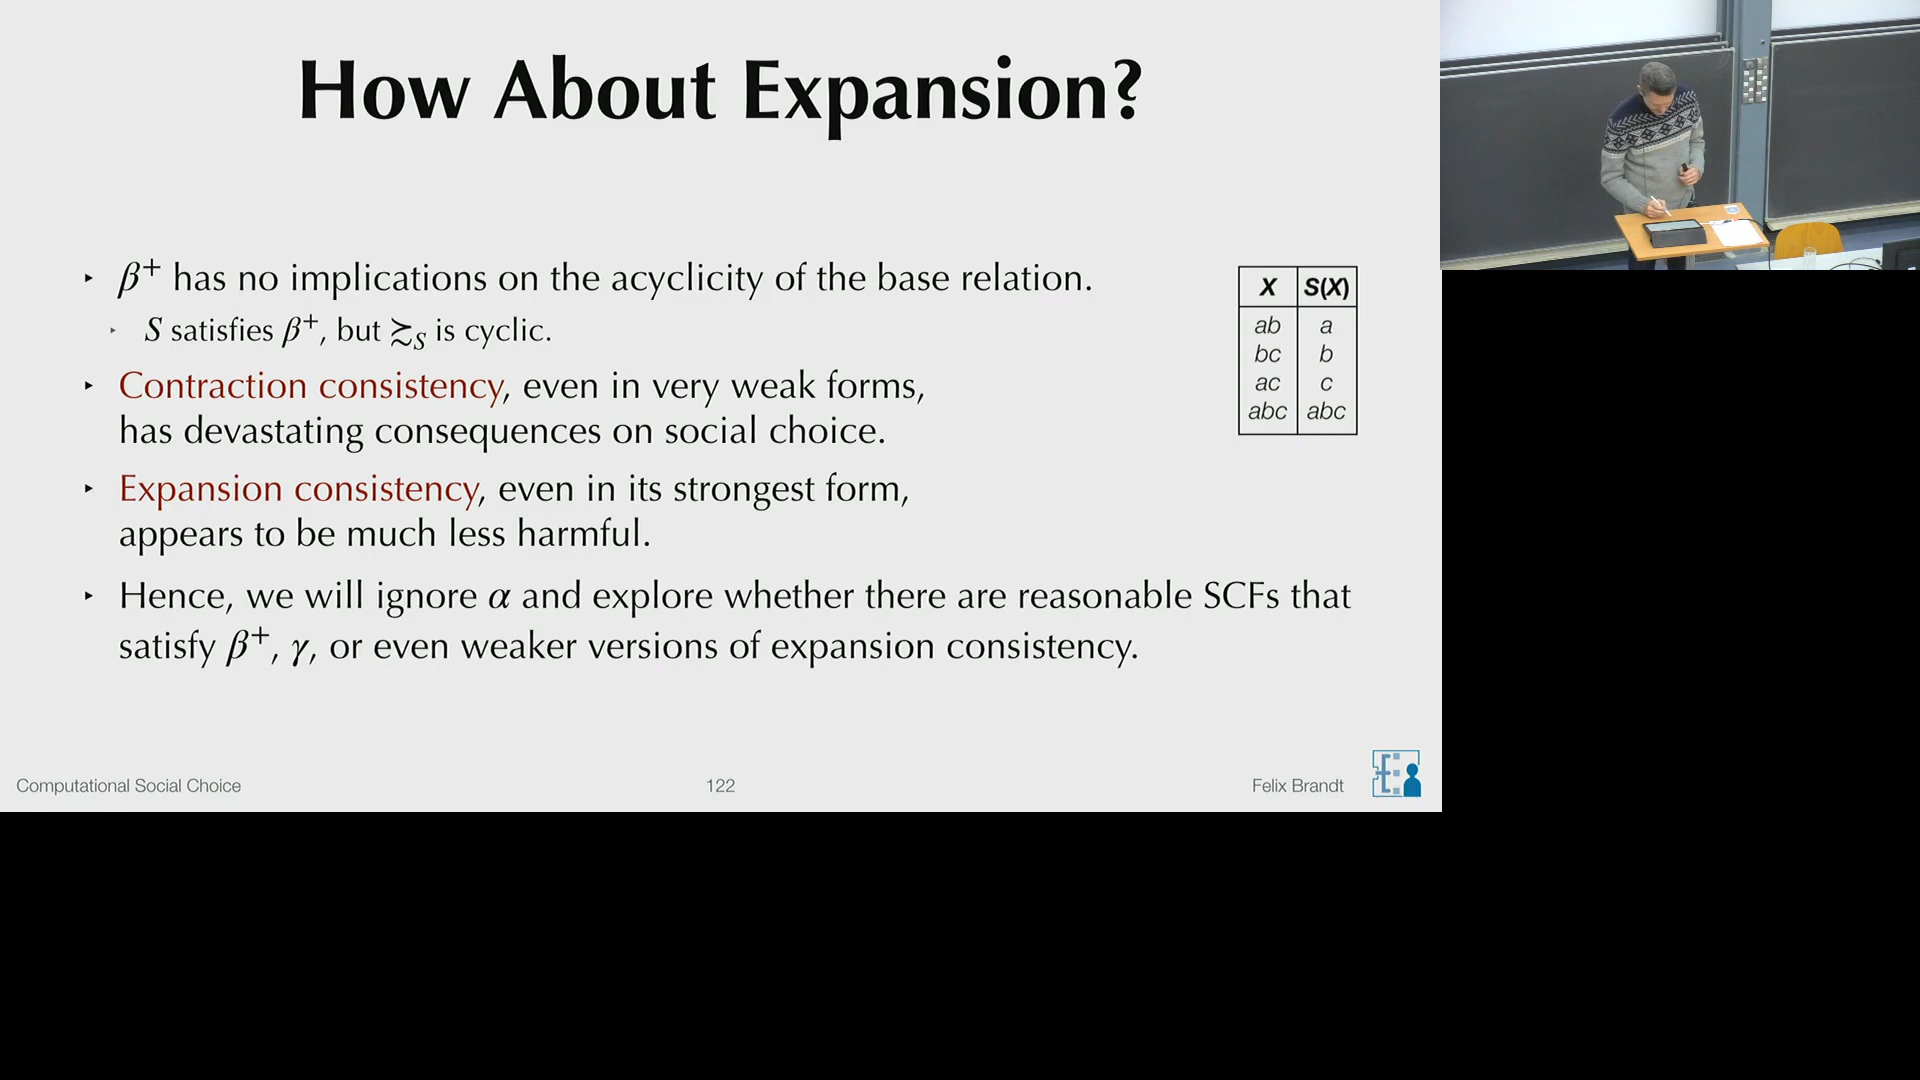 How About Expansion?
‣ β⁺ has no implications on the acyclicity of the base relation.
‣ S satisfies β⁺, but ≿_S is cyclic.
‣ Contraction consistency, even in very weak forms,
has devastating consequences on social choice.
‣ Expansion consistency, even in its strongest form,
appears to be much less harmful.
‣ Hence, we will ignore α and explore whether there are reasonable SCFs that
satisfy β⁺, γ, or even weaker versions of expansion consistency.
X S(X)
ab a
bc b
ac c
abc abc
Computational Social Choice
122
Felix Brandt